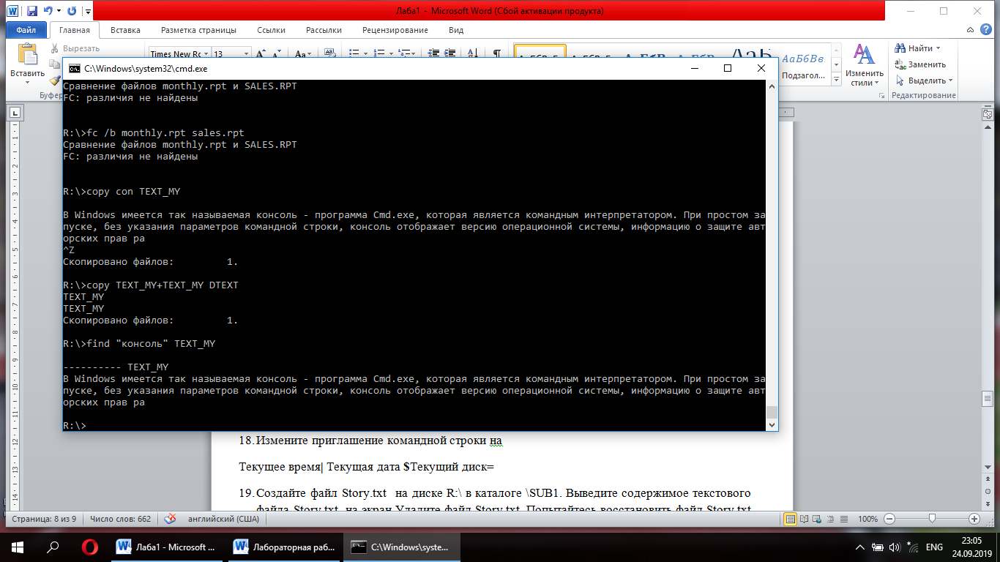 Лаба1 - Microsoft Word (Сбой активации продукта)
Файл Главная Вставка Разметка страницы Ссылки Рассылки Рецензирование Вид
Вырезать
Times New Ro 13
Вставить
Подзагол...
Изменить стили
Найти
Заменить
Выделить
Редактирование
C:\Windows\system32\cmd.exe
Сравнение файлов monthly.rpt и SALES.RPT
FC: различия не найдены
R:\>fc /b monthly.rpt sales.rpt
Сравнение файлов monthly.rpt и SALES.RPT
FC: различия не найдены
R:\>copy con TEXT_MY
В Windows имеется так называемая консоль - программа Cmd.exe, которая является командным интерпретатором. При простом за
пуске, без указания параметров командной строки, консоль отображает версию операционной системы, информацию о защите авт
орских прав ра
^Z
Скопировано файлов: 1.
R:\>copy TEXT_MY+TEXT_MY DTEXT
TEXT_MY
TEXT_MY
Скопировано файлов: 1.
R:\>find "консоль" TEXT_MY
---------- TEXT_MY
В Windows имеется так называемая консоль - программа Cmd.exe, которая является командным интерпретатором. При простом за
пуске, без указания параметров командной строки, консоль отображает версию операционной системы, информацию о защите авт
орских прав ра
R:\>
18. Измените приглашение командной строки на
Текущее время| Текущая дата $Текущий диск=
19. Создайте файл Story.txt на диске R:\ в каталоге \SUB1. Выведите содержимое текстового
файла Story.txt на экран Удалите файл Story.txt. Попытайтесь восстановить файл Story.txt
Страница: 8 из 9 Число слов: 662 английский (США) 100%
Лаба1 - Microsoft ... Лабораторная раб... C:\Windows\syste... ENG 23:05
24.09.2019